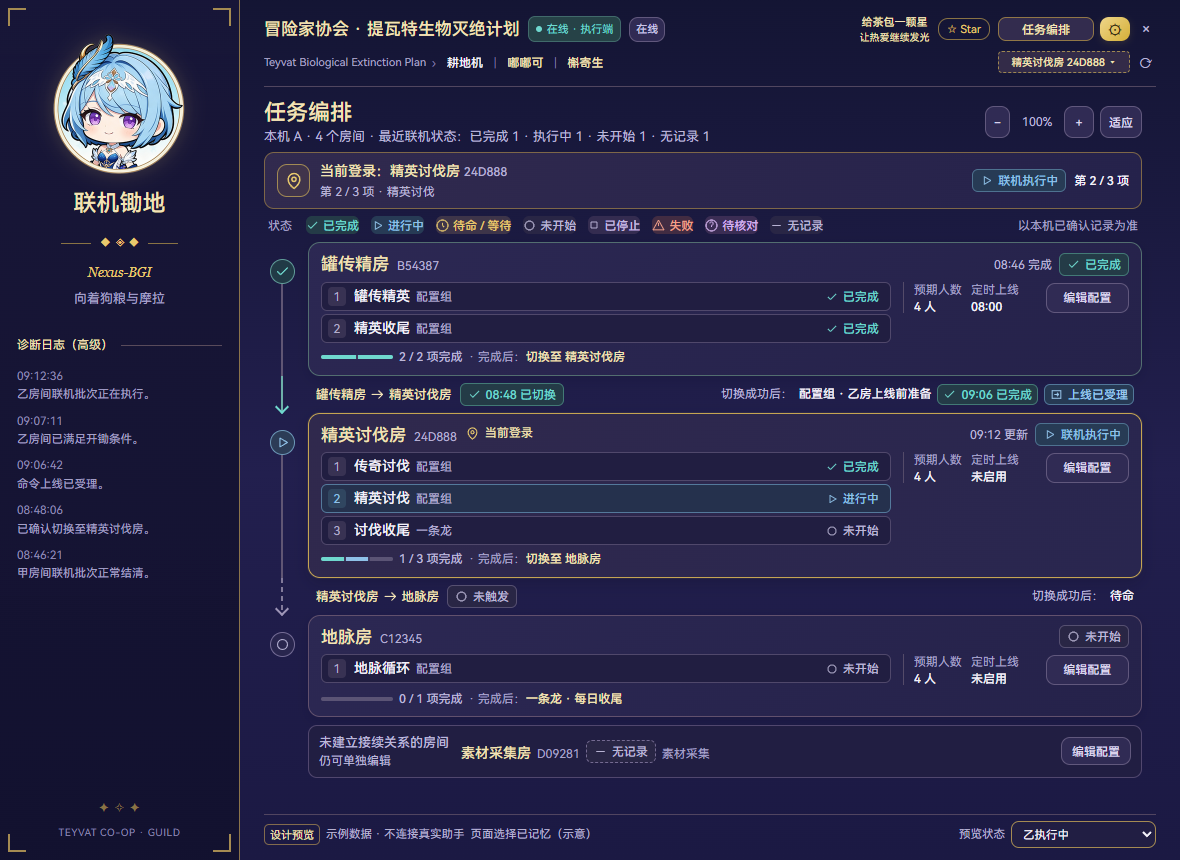 联机锄地
Nexus-BGI
向着狗粮与摩拉
诊断日志（高级）
09:12:36
乙房间联机批次正在执行。
09:07:11
乙房间已满足开锄条件。
09:06:42
命令上线已受理。
08:48:06
已确认切换至精英讨伐房。
08:46:21
甲房间联机批次正常结清。
TEYVAT CO-OP · GUILD
冒险家协会 · 提瓦特生物灭绝计划 在线 · 执行端 在线
给茶包一颗星
让热爱继续发光
☆ Star
任务编排
×
Teyvat Biological Extinction Plan › 耕地机 | 嘟嘟可 | 槲寄生
精英讨伐房 24D888
任务编排
本机 A · 4 个房间 · 最近联机状态：已完成 1 · 执行中 1 · 未开始 1 · 无记录 1
− 100% + 适应
当前登录：精英讨伐房 24D888
第 2 / 3 项 · 精英讨伐
联机执行中 第 2 / 3 项
状态 已完成 进行中 待命 / 等待 未开始 已停止 失败 待核对 无记录 以本机已确认记录为准
罐传精房 B54387 08:46 完成 已完成
1 罐传精英 配置组 已完成
2 精英收尾 配置组 已完成
预期人数 定时上线
4 人 08:00
编辑配置
2 / 2 项完成 · 完成后：切换至 精英讨伐房
罐传精房 → 精英讨伐房 08:48 已切换 切换成功后： 配置组 · 乙房上线前准备 09:06 已完成 上线已受理
精英讨伐房 24D888 当前登录 09:12 更新 联机执行中
1 传奇讨伐 配置组 已完成
2 精英讨伐 配置组 进行中
3 讨伐收尾 一条龙 未开始
预期人数 定时上线
4 人 未启用
编辑配置
1 / 3 项完成 · 完成后：切换至 地脉房
精英讨伐房 → 地脉房 未触发 切换成功后： 待命
地脉房 C12345 未开始
1 地脉循环 配置组 未开始
预期人数 定时上线
4 人 未启用
编辑配置
0 / 1 项完成 · 完成后：一条龙 · 每日收尾
未建立接续关系的房间
仍可单独编辑
素材采集房 D09281 无记录 素材采集
编辑配置
设计预览 示例数据 · 不连接真实助手 页面选择已记忆（示意）
预览状态 乙执行中